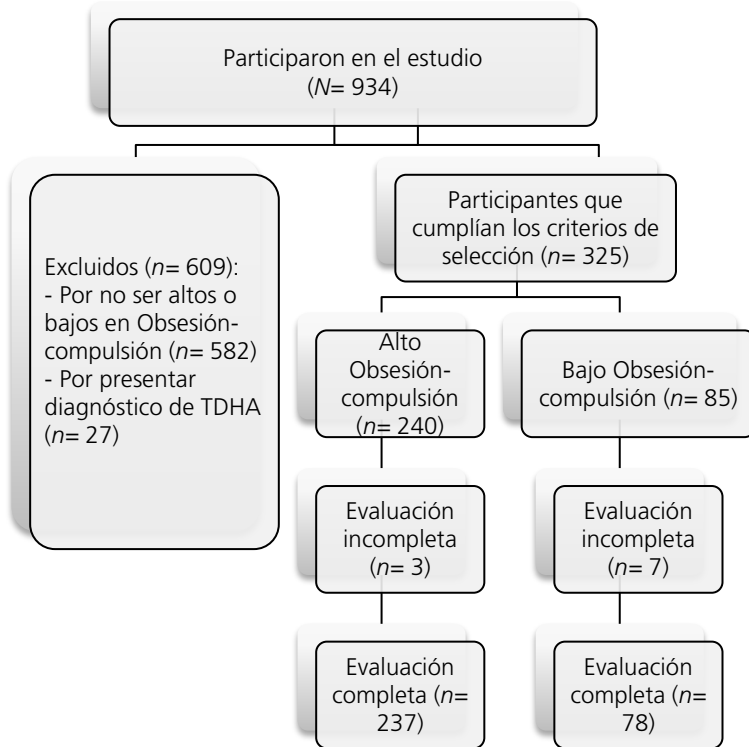 Participaron en el estudio
(N= 934)
Excluidos (n= 609):
- Por no ser altos o
bajos en Obsesión-
compulsión (n= 582)
- Por presentar
diagnóstico de TDHA
(n= 27)
Participantes que
cumplían los criterios de
selección (n= 325)
Alto
Obsesión-
compulsión
(n= 240)
Bajo Obsesión-
compulsión (n= 85)
Evaluación
incompleta
(n= 3)
Evaluación
incompleta
(n= 7)
Evaluación
completa (n=
237)
Evaluación
completa (n=
78)